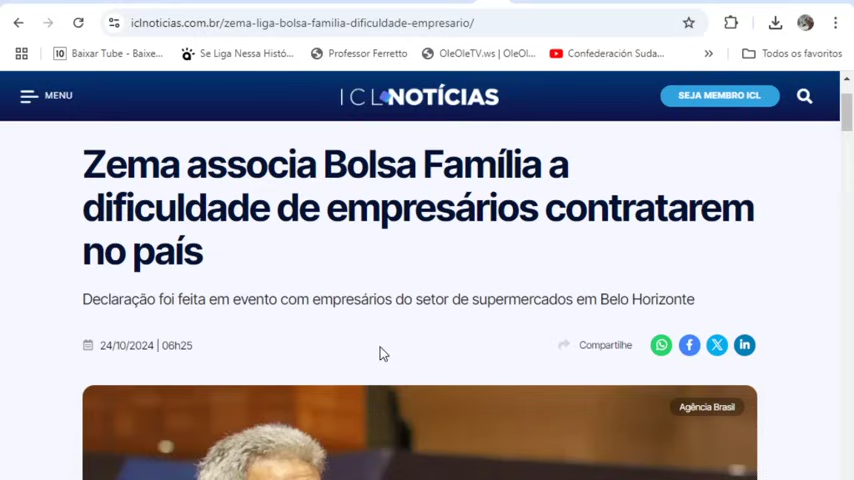 iclnoticias.com.br/zema-liga-bolsa-familia-dificuldade-empresario/
Baixar Tube - Baixe... Se Liga Nessa Histó... Professor Ferretto OleOleTV.ws | OleOl... Confederación Suda... » Todos os favoritos
MENU ICL NOTÍCIAS SEJA MEMBRO ICL
Zema associa Bolsa Família a
dificuldade de empresários contratarem
no país
Declaração foi feita em evento com empresários do setor de supermercados em Belo Horizonte
24/10/2024 | 06h25 Compartilhe
Agência Brasil